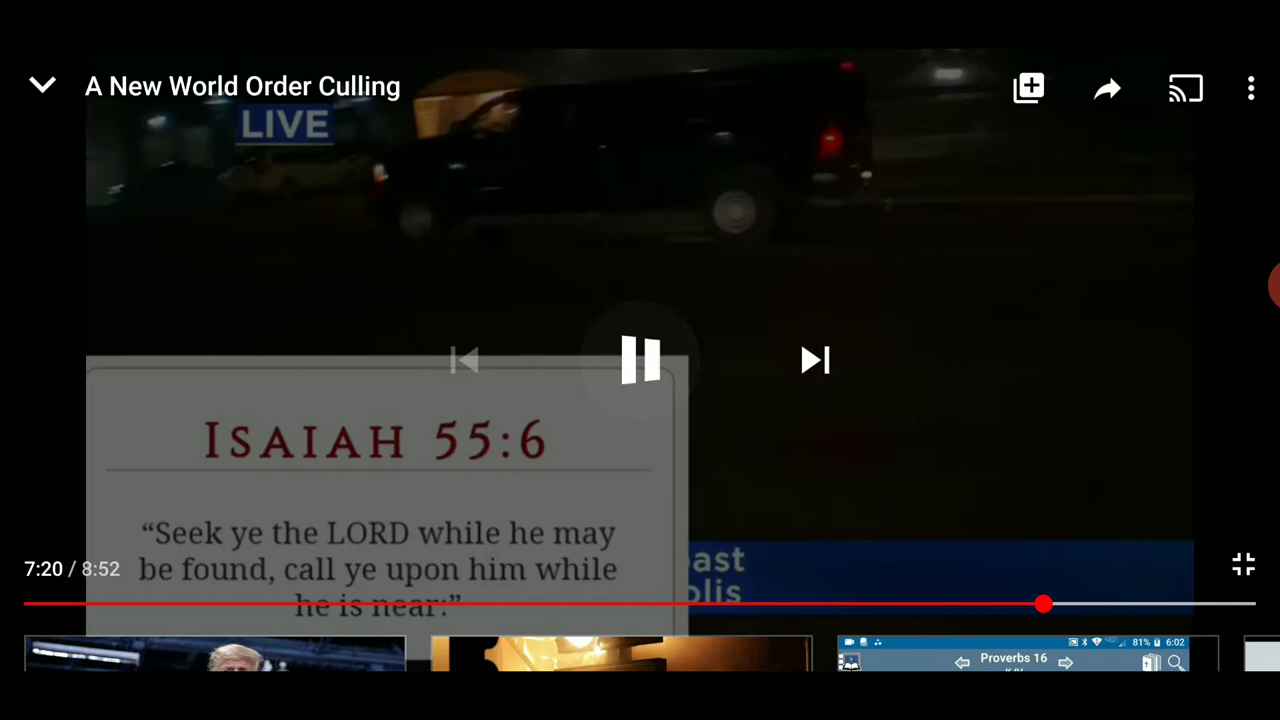 A New World Order Culling
LIVE
ISAIAH 55:6
“Seek ye the LORD while he may
be found, call ye upon him while
he is near:”
ast
olis
7:20 / 8:52
81% 6:02
Proverbs 16